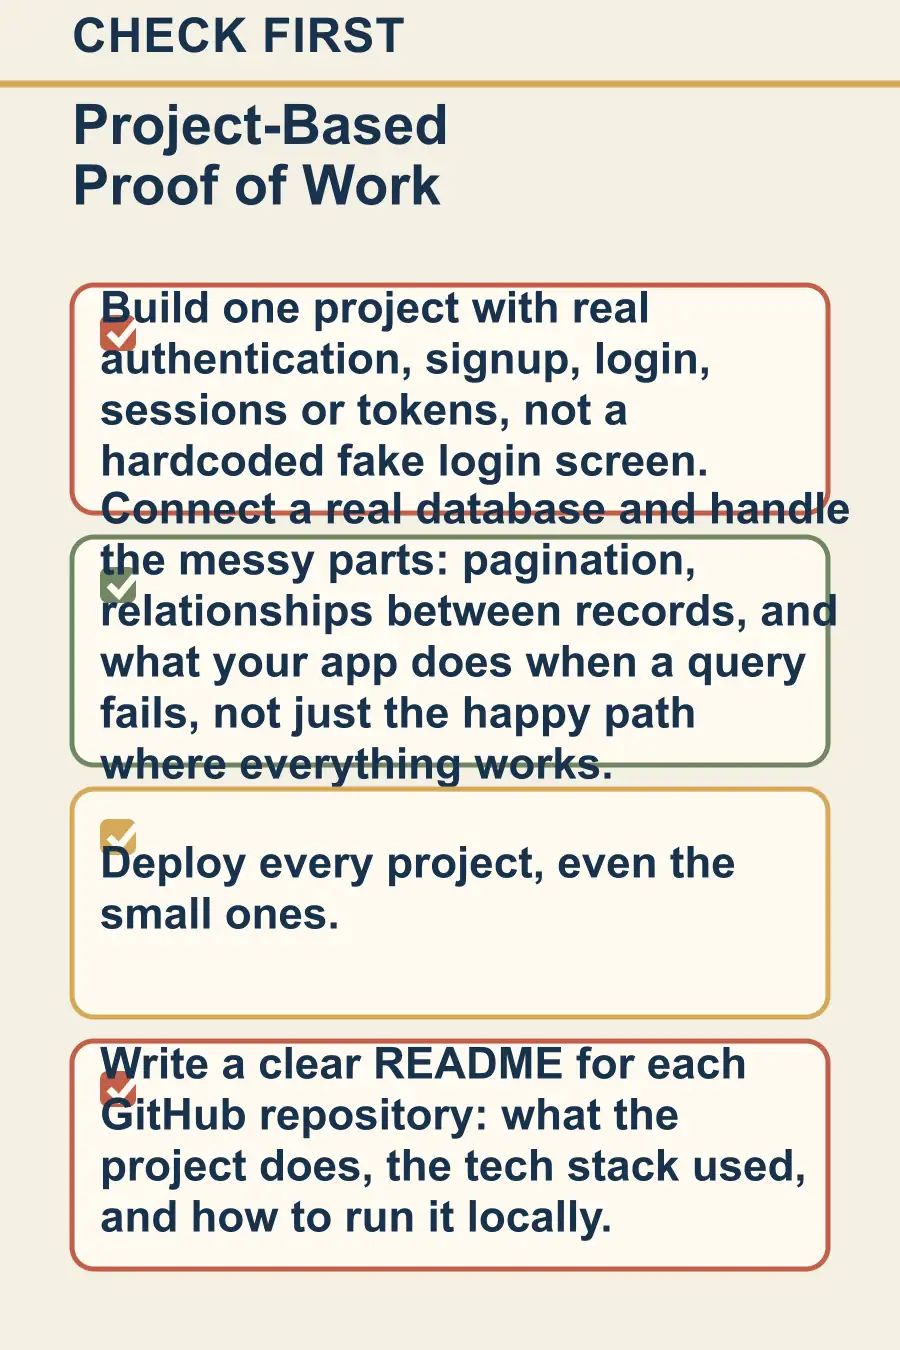 CHECK FIRST
Project-Based
Proof of Work
Build one project with real
authentication, signup, login,
sessions or tokens, not a
hardcoded fake login screen.
Connect a real database and handle
the messy parts: pagination,
relationships between records, and
what your app does when a query
fails, not just the happy path
where everything works.
Deploy every project, even the
small ones.
Write a clear README for each
GitHub repository: what the
project does, the tech stack used,
and how to run it locally.